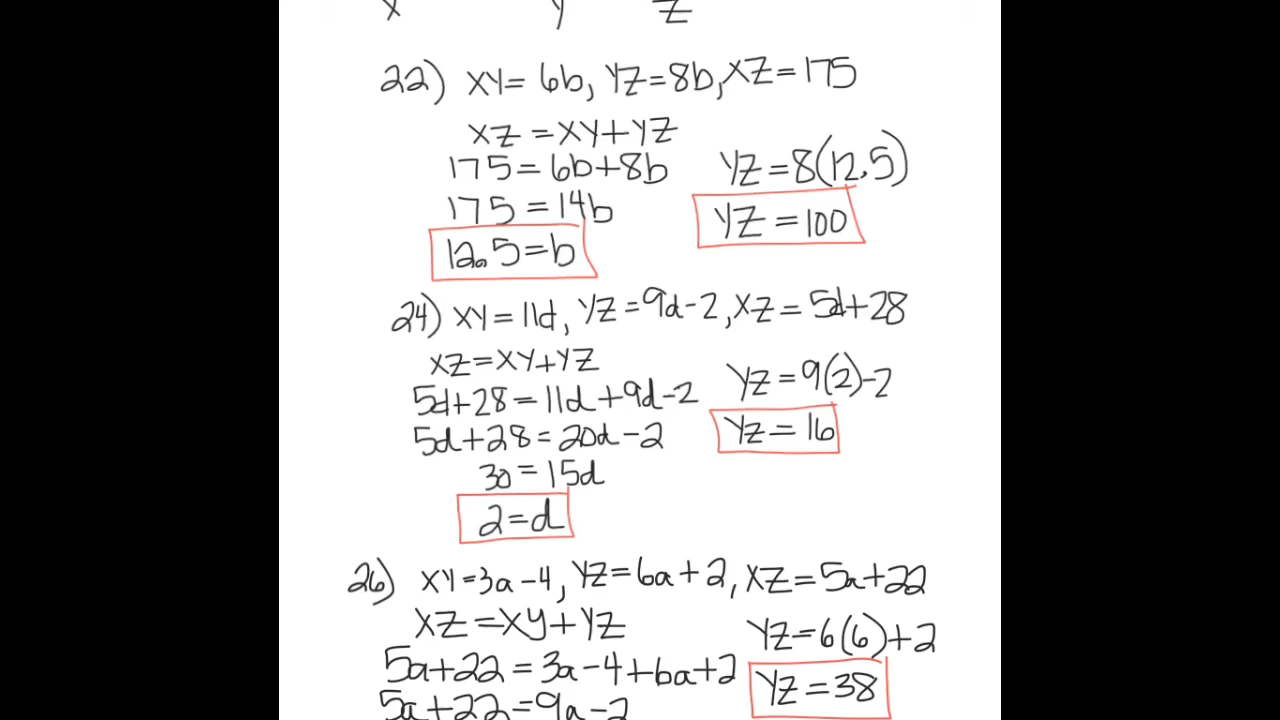 x y z
22) XY= 6b, YZ=8b, XZ=175
XZ =XY+YZ
175= 6b+8b
175 =14b
12.5=b
YZ =8(12.5)
YZ =100
24) XY=11d, YZ=9d-2, XZ=5d+28
XZ=XY+YZ
5d+28=11d+9d-2
5d+28=20d-2
30=15d
2=d
YZ=9(2)-2
YZ=16
26) XY=3a-4, YZ=6a+2, XZ=5a+22
XZ=XY+YZ
5a+22=3a-4+6a+2
5a+22=9a-2
YZ=6(6)+2
YZ=38